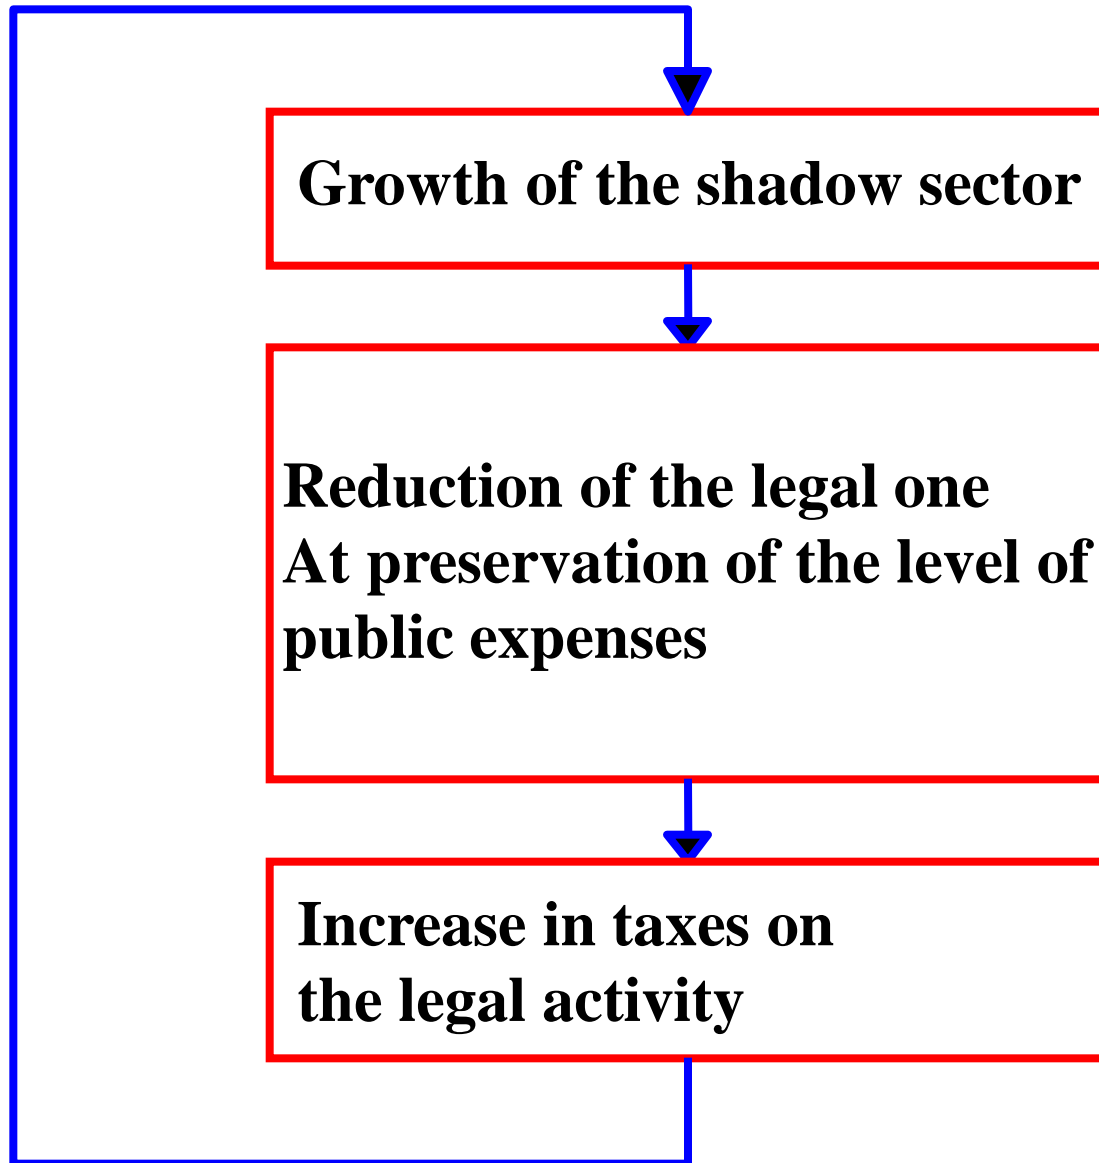 Growth of the shadow sector
Reduction of the legal one
At preservation of the level of
public expenses
Increase in taxes on
the legal activity